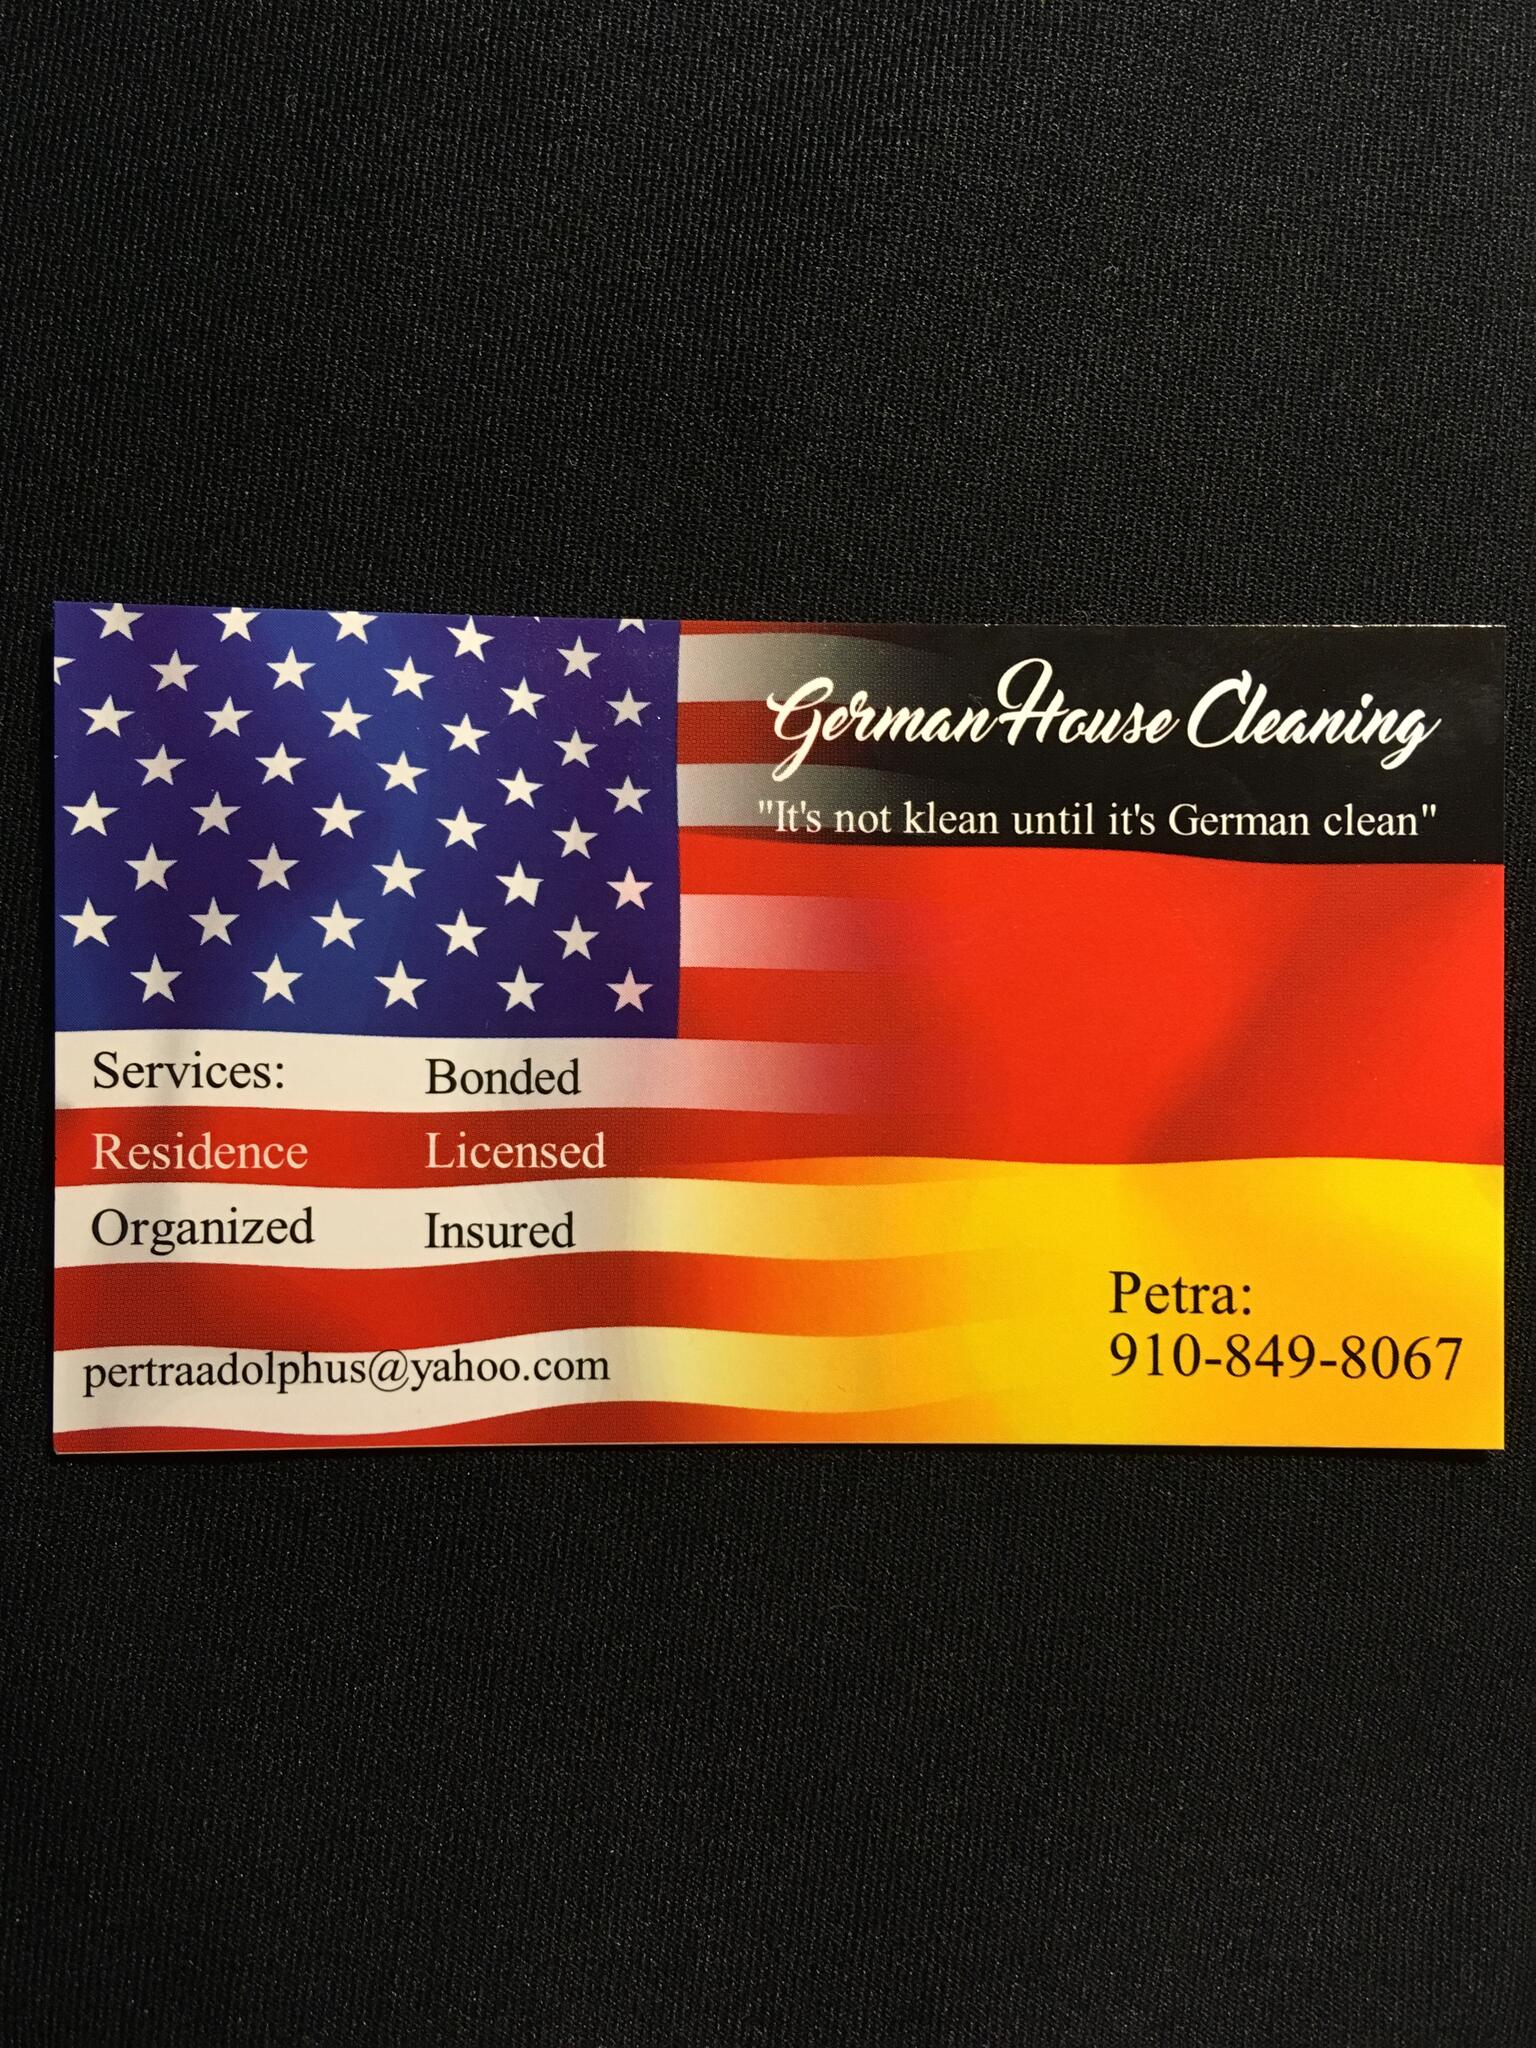 German House Cleaning
"It's not klean until it's German clean"
Services: Bonded
Residence Licensed
Organized Insured
Petra:
910-849-8067
pertraadolphus@yahoo.com